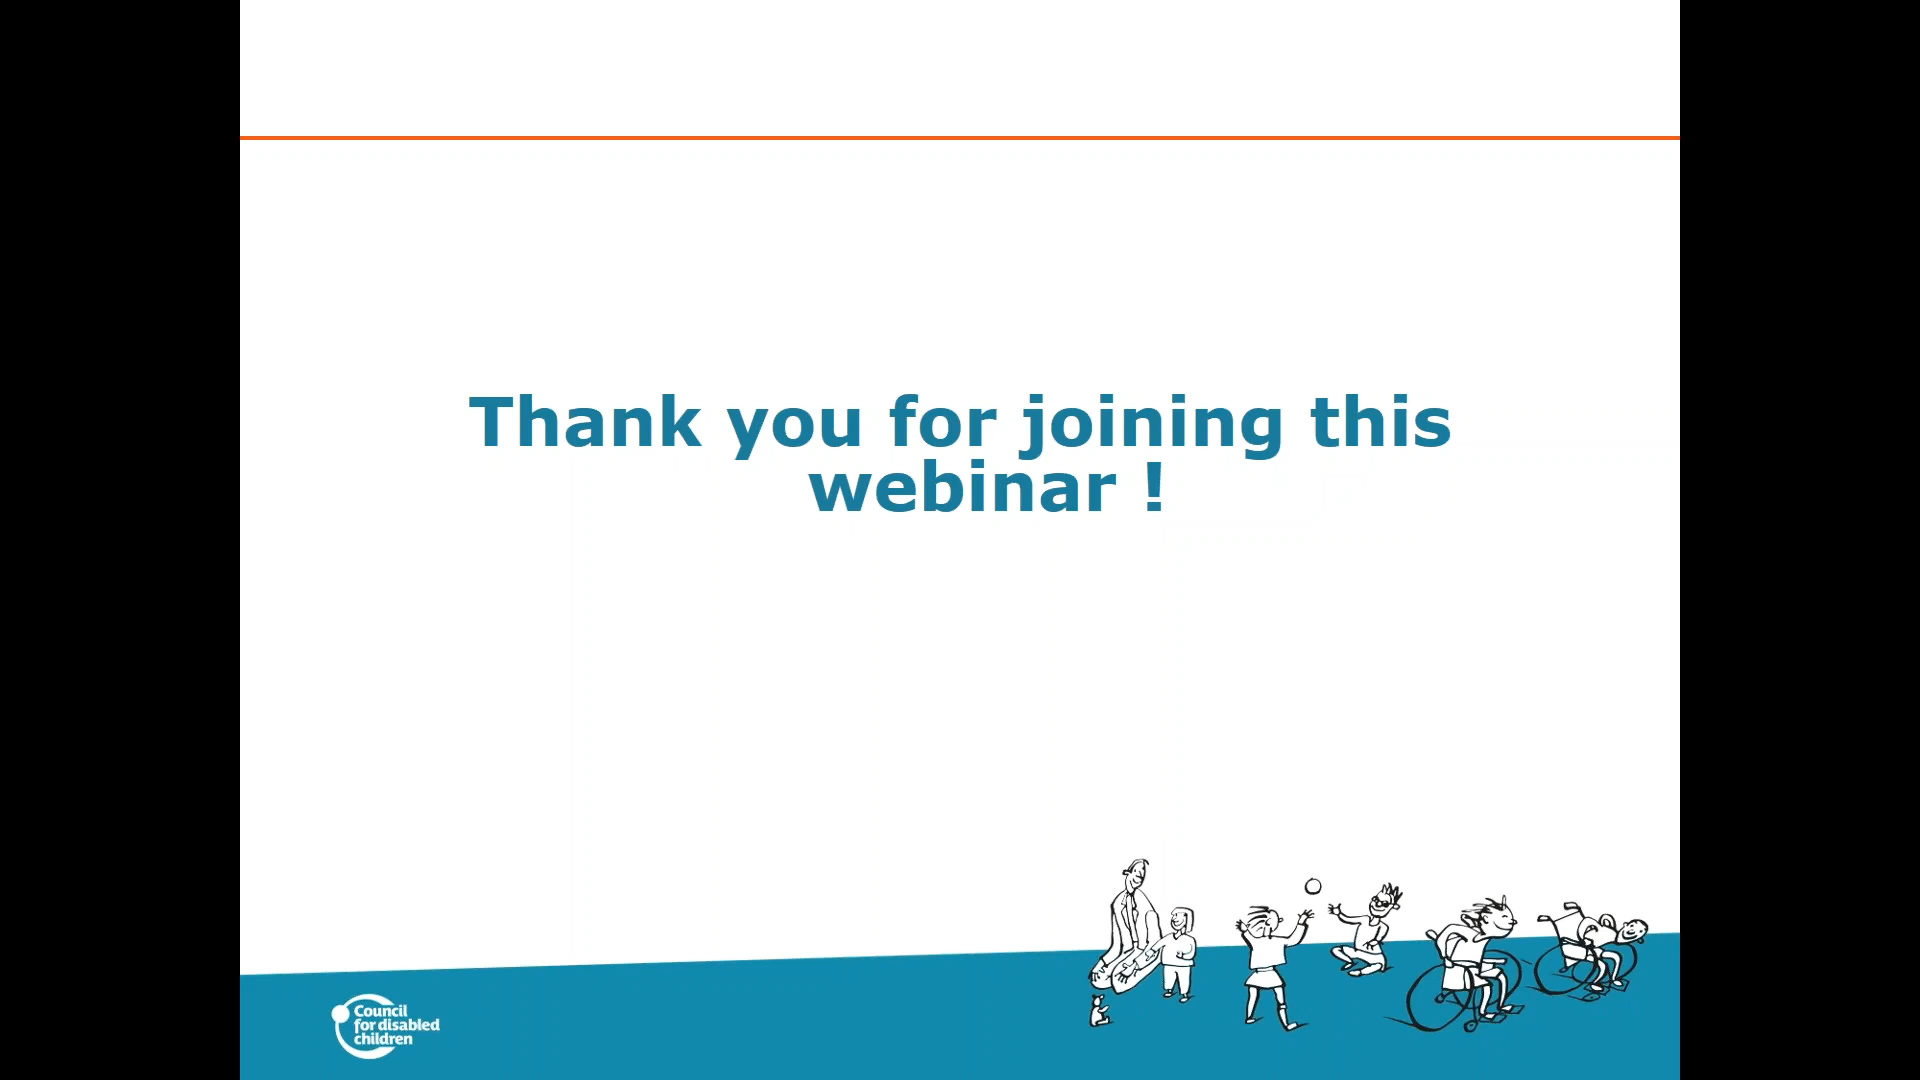 Thank you for joining this
webinar !
Council
for disabled
children